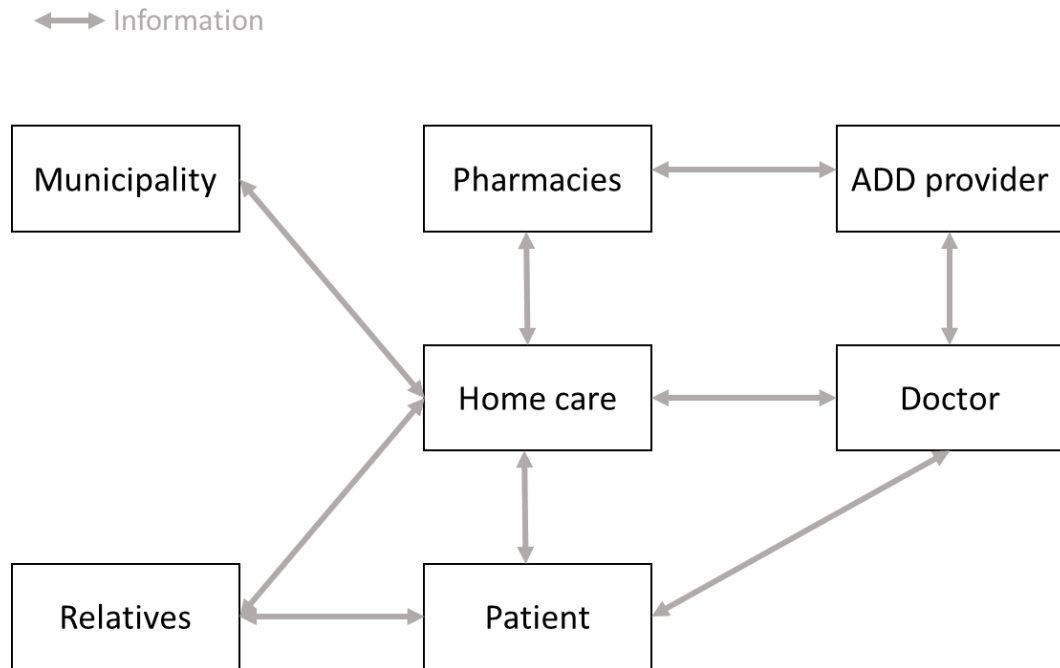 Information
Municipality
Pharmacies
ADD provider
Home care
Doctor
Relatives
Patient